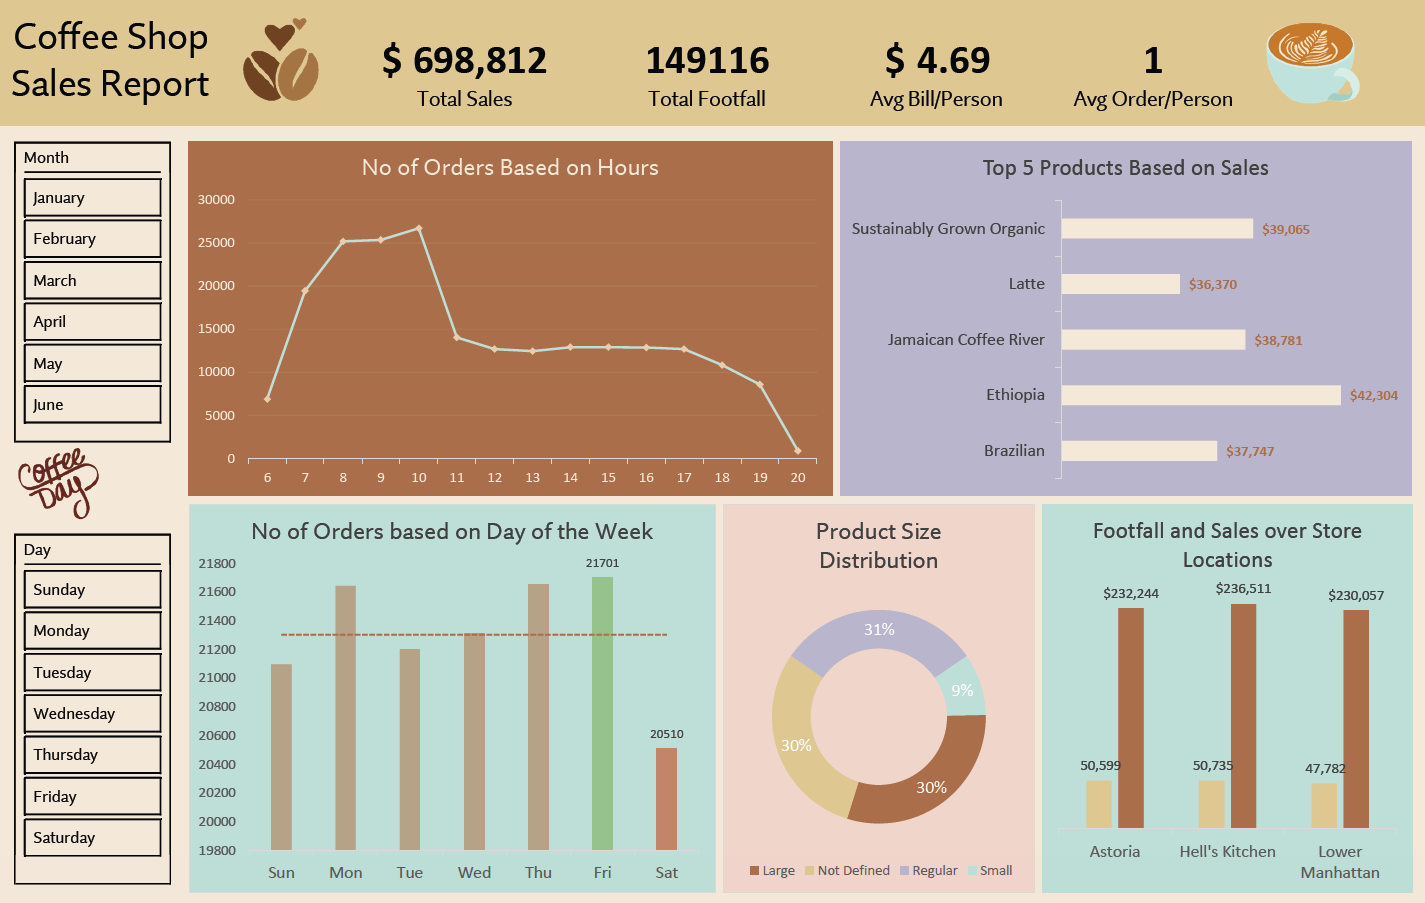 Coffee Shop
Sales Report
$ 698,812
Total Sales
149116
Total Footfall
$ 4.69
Avg Bill/Person
1
Avg Order/Person
Month
January
February
March
April
May
June
Coffee
Day
Day
Sunday
Monday
Tuesday
Wednesday
Thursday
Friday
Saturday
No of Orders Based on Hours
30000
25000
20000
15000
10000
5000
0
6 7 8 9 10 11 12 13 14 15 16 17 18 19 20
Top 5 Products Based on Sales
Sustainably Grown Organic $39,065
Latte $36,370
Jamaican Coffee River $38,781
Ethiopia $42,304
Brazilian $37,747
No of Orders based on Day of the Week
21800
21600
21400
21200
21000
20800
20600
20400
20200
20000
19800
21701
20510
Sun Mon Tue Wed Thu Fri Sat
Product Size
Distribution
31%
9%
30%
30%
Large Not Defined Regular Small
Footfall and Sales over Store
Locations
$232,244 $236,511 $230,057
50,599 50,735 47,782
Astoria Hell's Kitchen Lower
Manhattan